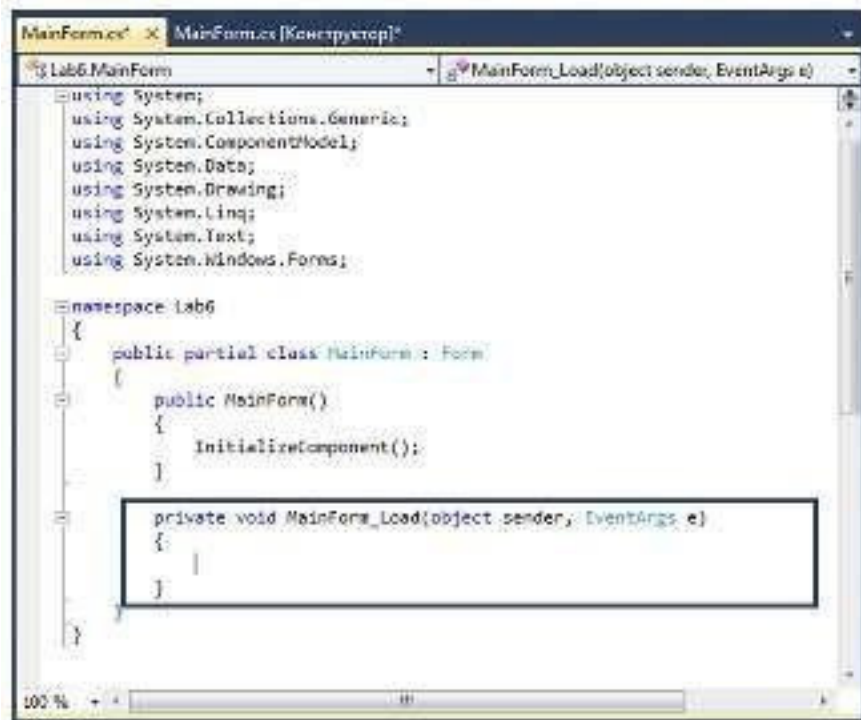 MainForm.cs* × MainForm.cs [Конструктор]*
Lab6.MainForm MainForm_Load(object sender, EventArgs e)
using System;
using System.Collections.Generic;
using System.ComponentModel;
using System.Data;
using System.Drawing;
using System.Linq;
using System.Text;
using System.Windows.Forms;
namespace Lab6
{
public partial class MainForm : Form
{
public MainForm()
{
InitializeComponent();
}
private void MainForm_Load(object sender, EventArgs e)
{
}
}
}
100 %